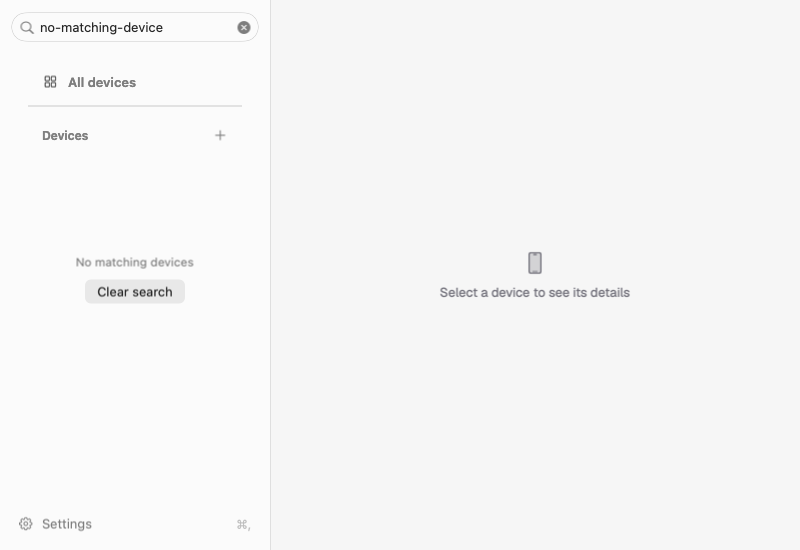 no-matching-device
All devices
Devices
No matching devices
Clear search
Settings
⌘,
Select a device to see its details